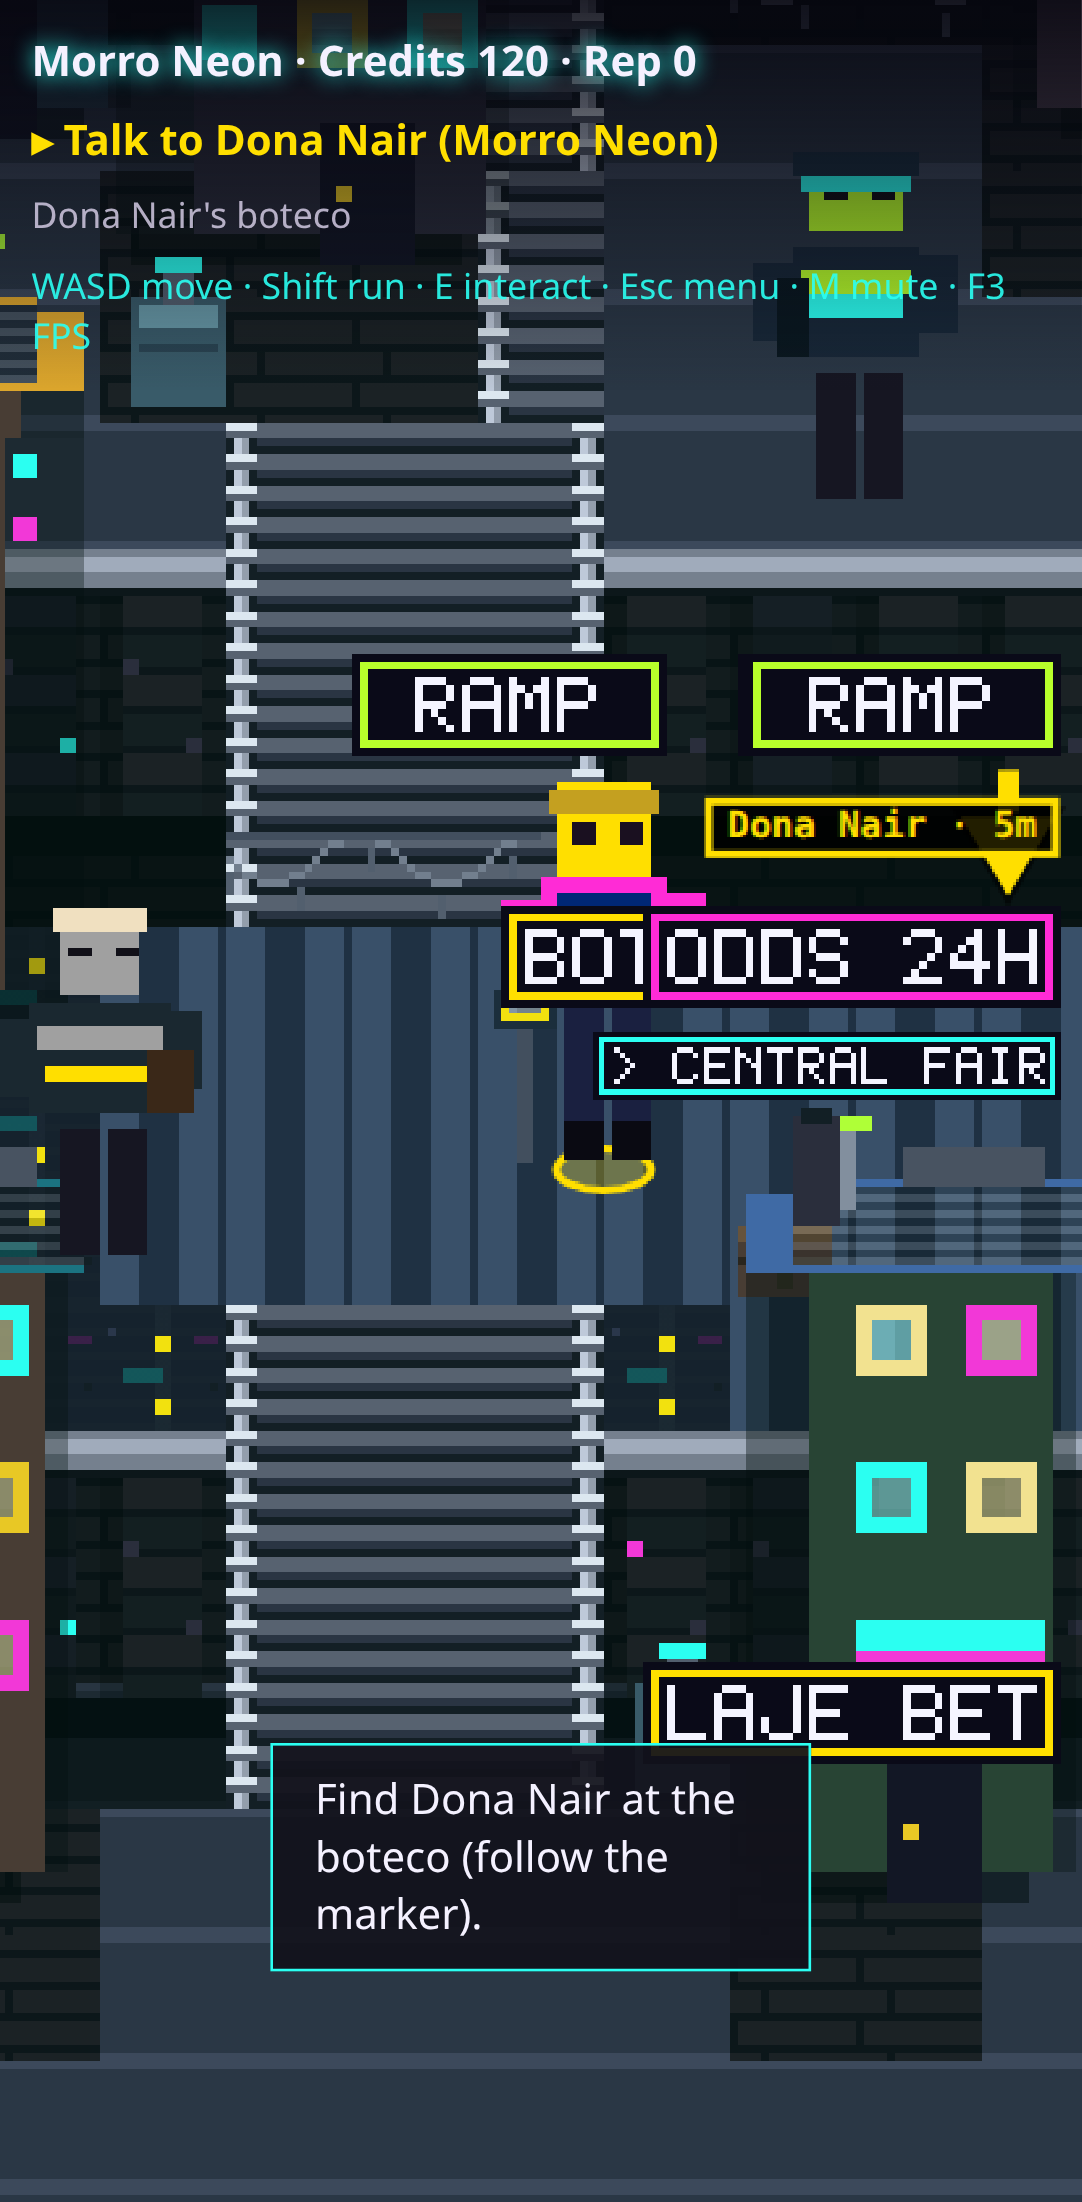 Morro Neon · Credits 120 · Rep 0
▸ Talk to Dona Nair (Morro Neon)
Dona Nair's boteco
WASD move · Shift run · E interact · Esc menu · M mute · F3
FPS
RAMP
RAMP
Dona Nair · 5m
ODDS 24H
> CENTRAL FAIR
LAJE BET
Find Dona Nair at the
boteco (follow the
marker).